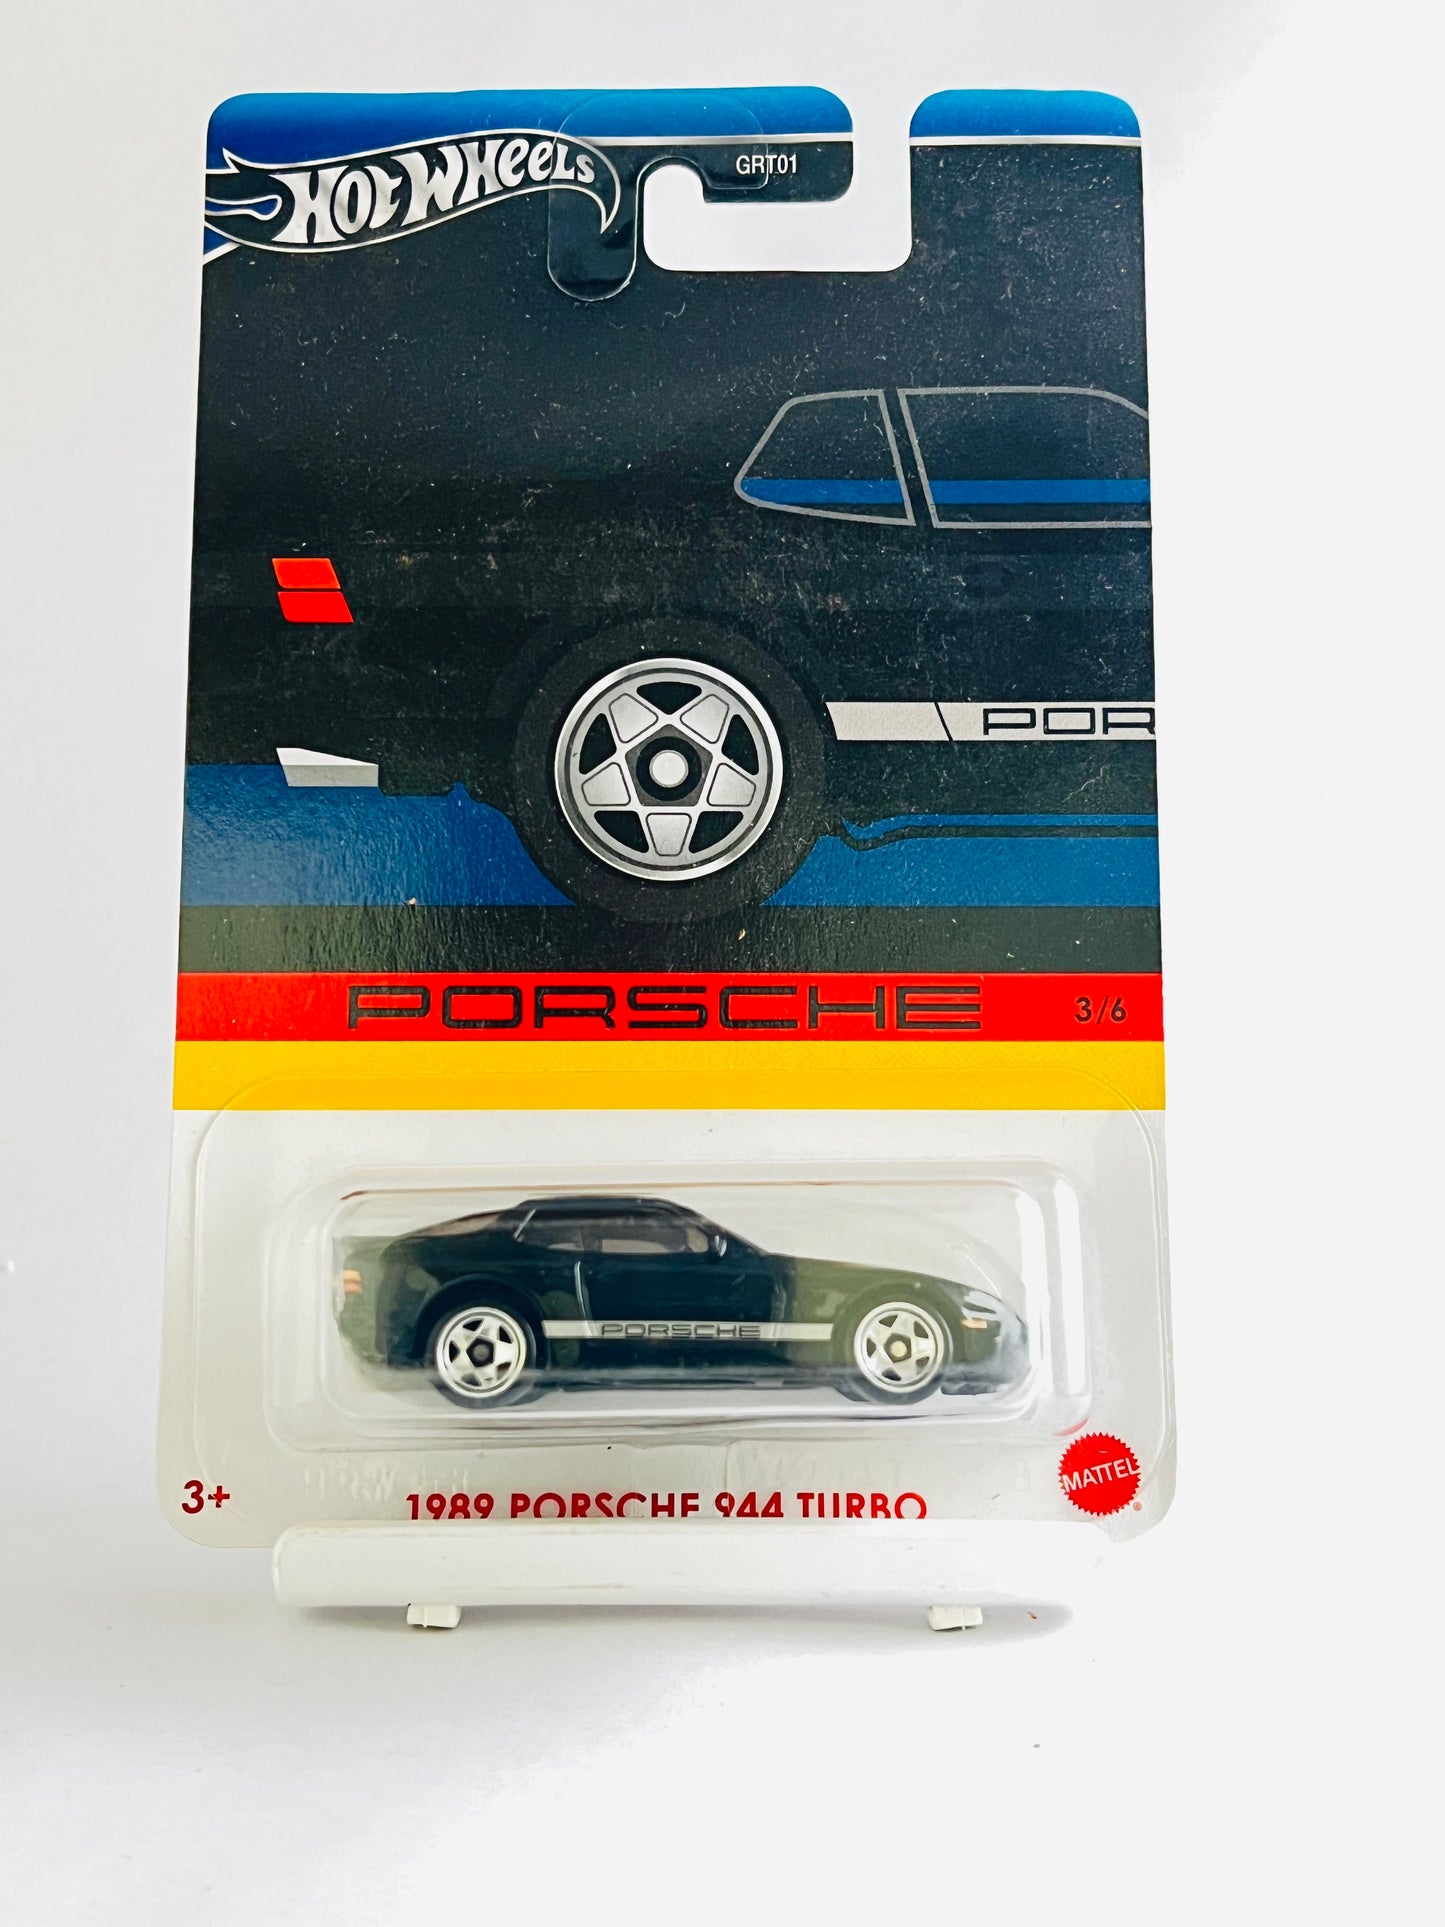 HOT WHEELS
GRT01
POR
PORSCHE 3/6
PORSCHE
3+
1989 PORSCHE 944 TURBO
MATTEL